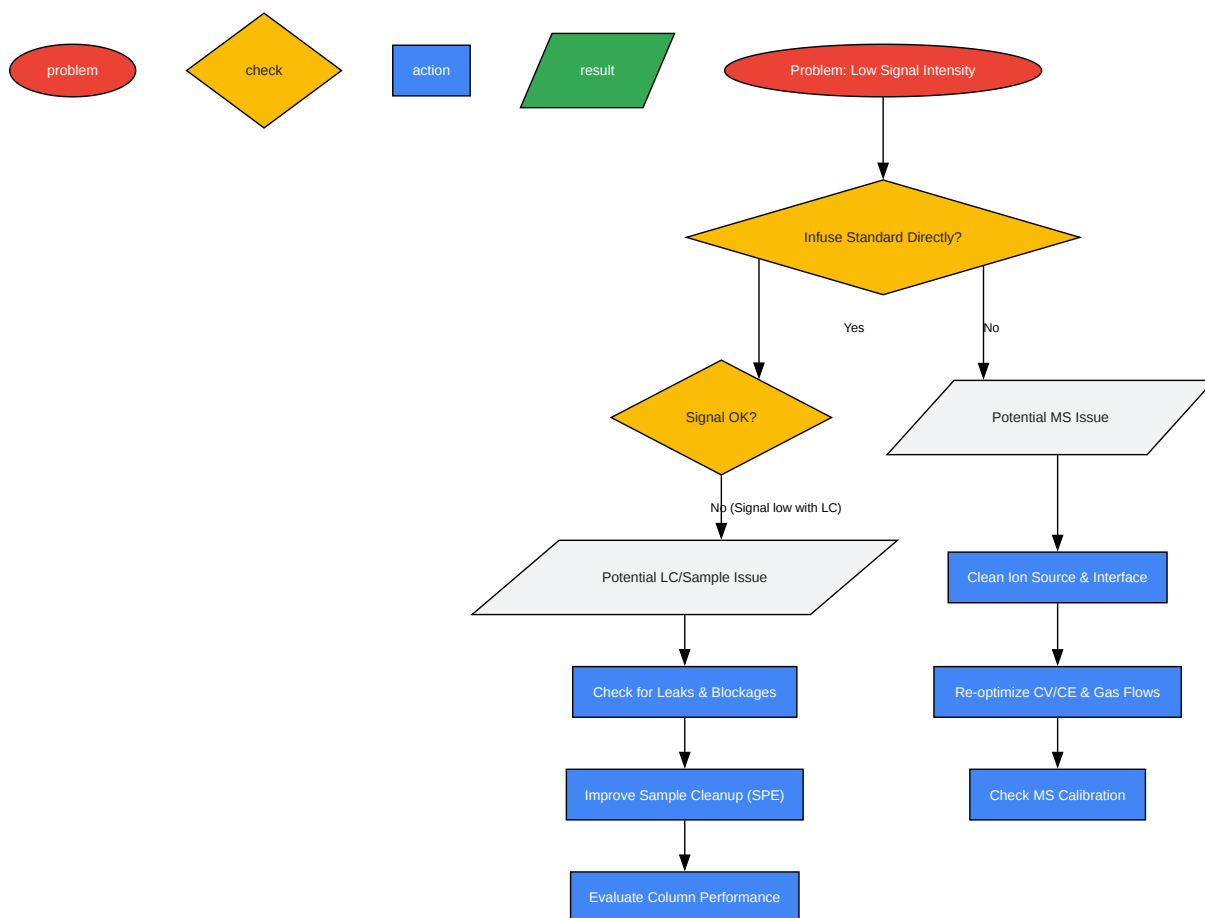 problem
check
action
result
Problem: Low Signal Intensity
Infuse Standard Directly?
Yes
No
Signal OK?
Potential MS Issue
No (Signal low with LC)
Potential LC/Sample Issue
Clean Ion Source & Interface
Check for Leaks & Blockages
Re-optimize CV/CE & Gas Flows
Improve Sample Cleanup (SPE)
Check MS Calibration
Evaluate Column Performance